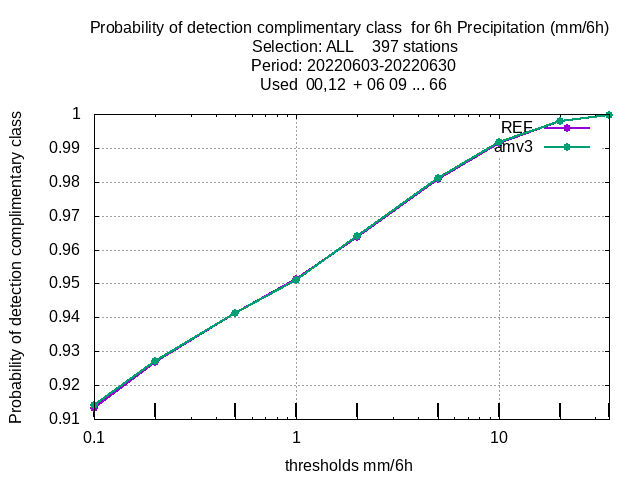 Probability of detection complimentary class  for 6h Precipitation (mm/6h)
Selection: ALL    397 stations
Period: 20220603-20220630
Used  00,12  + 06 09 ... 66
Probability of detection complimentary class
1
0.99
0.98
0.97
0.96
0.95
0.94
0.93
0.92
0.91
REF
amv3
0.1 1 10
thresholds mm/6h